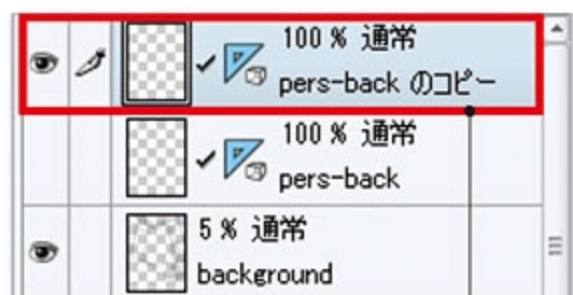 100 % 通常
pers-back のコピー
100 % 通常
pers-back
5 % 通常
background